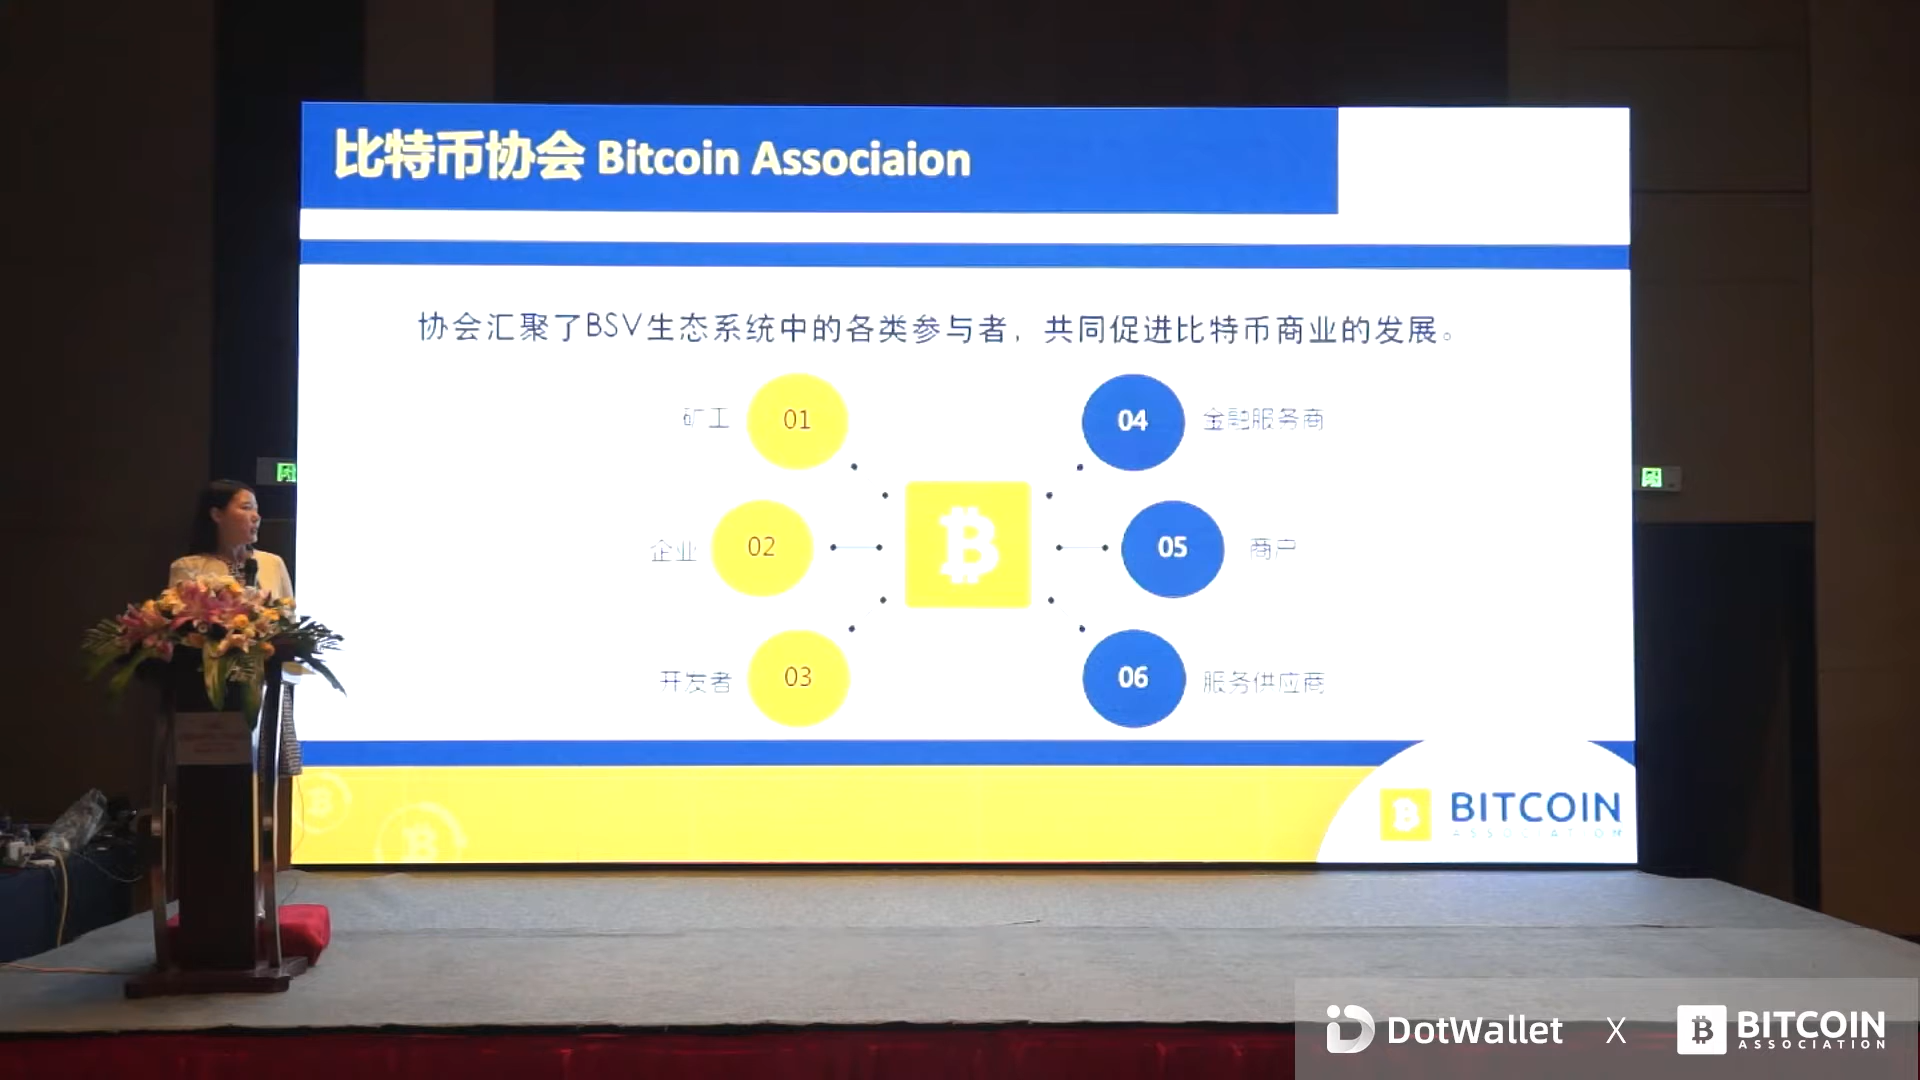 比特币协会 Bitcoin Associaion
协会汇聚了BSV生态系统中的各类参与者，共同促进比特币商业的发展。
矿工 01
04 金融服务商
企业 02
05 商户
开发者 03
06 服务供应商
BITCOIN
ASSOCIATION
DotWallet X BITCOIN
ASSOCIATION